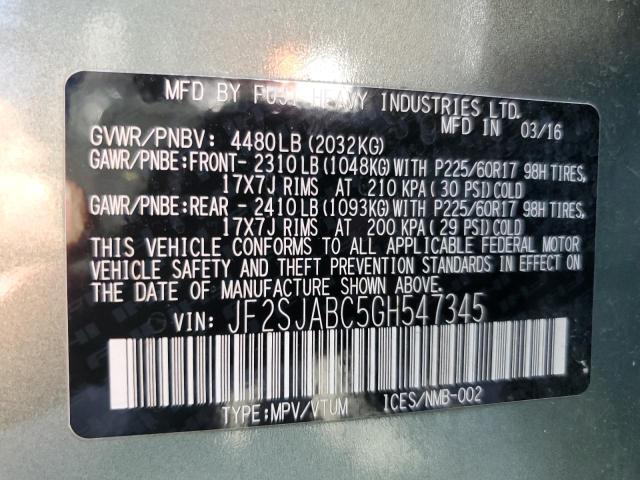 MFD BY FUJI HEAVY INDUSTRIES LTD.
MFD IN 03/16
GVWR/PNBV: 4480LB(2032KG)
GAWR/PNBE:FRONT- 2310LB(1048KG)WITH P225/60R17 98H TIRES,
17X7J RIMS AT 210 KPA( 30 PSI)COLD
GAWR/PNBE:REAR - 2410LB(1093KG)WITH P225/60R17 98H TIRES,
17X7J RIMS AT 200 KPA( 29 PSI)COLD
THIS VEHICLE CONFORMS TO ALL APPLICABLE FEDERAL MOTOR
VEHICLE SAFETY AND THEFT PREVENTION STANDARDS IN EFFECT ON
THE DATE OF MANUFACTURE SHOWN ABOVE.
VIN: JF2SJABC5GH547345
TYPE:MPV/VTUM ICES/NMB-002